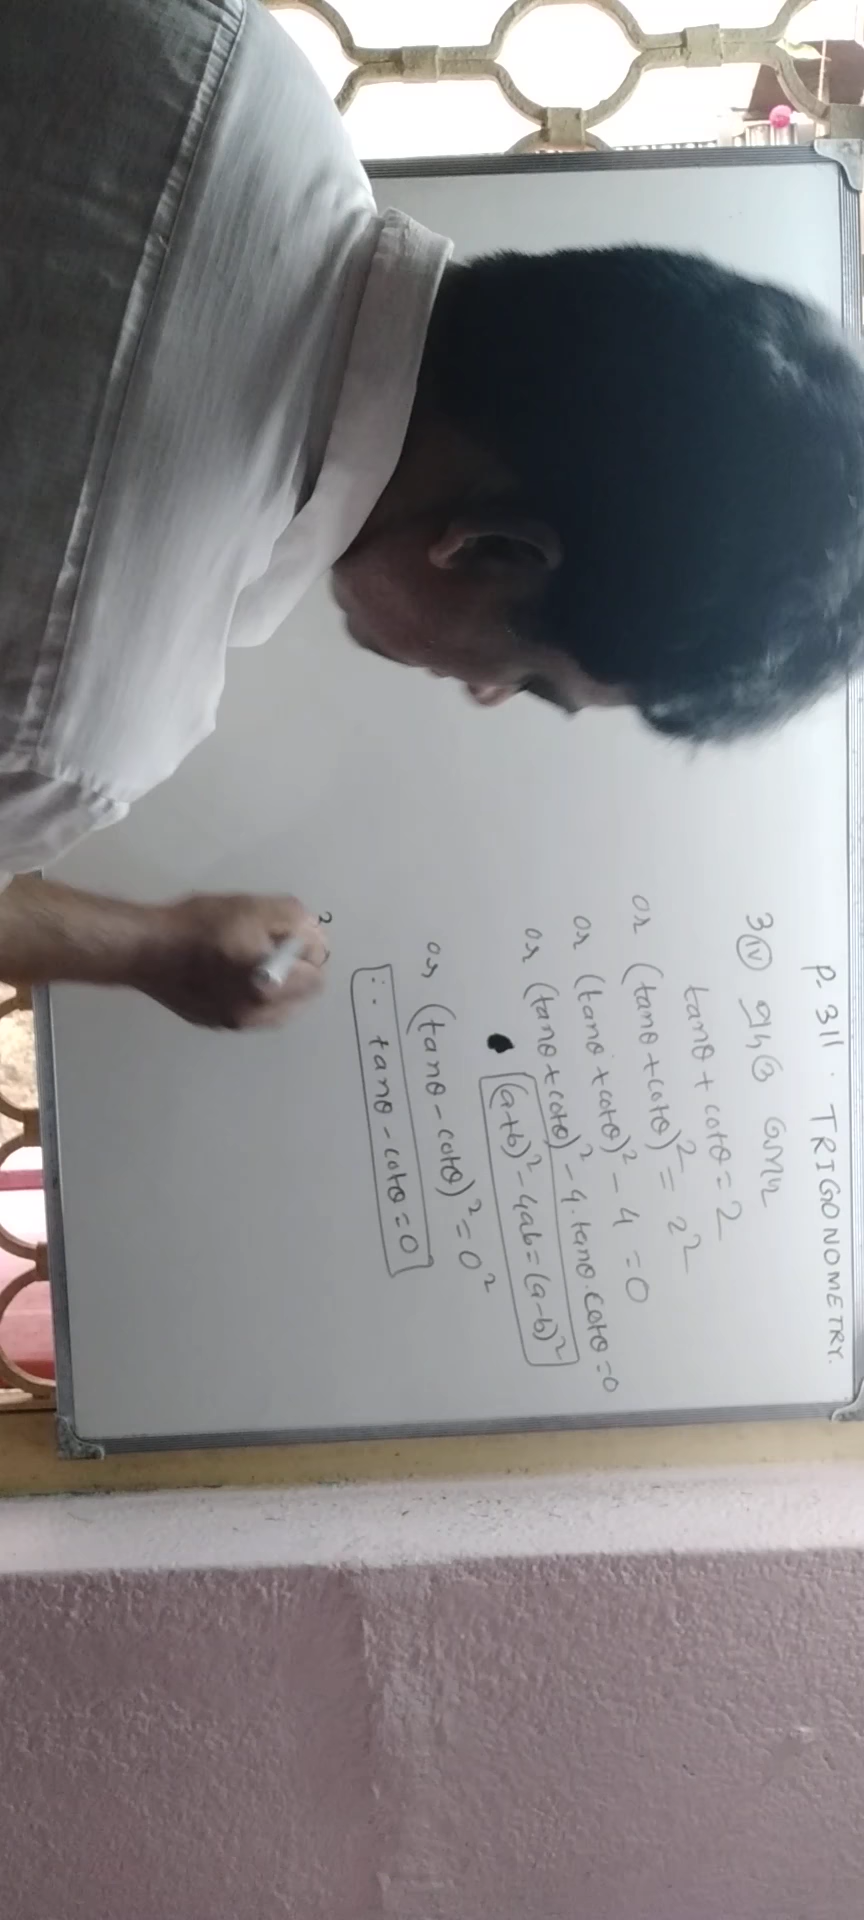 P-311. TRIGONOMETRY.
3 (iv)
tanθ + cotθ = 2
or (tanθ + cotθ)² = 2²
or (tanθ + cotθ)² - 4 = 0
or (tanθ + cotθ)² - 4.tanθ.cotθ = 0
(a+b)² - 4ab = (a-b)²
or (tanθ - cotθ)² = 0²
∴ tanθ - cotθ = 0